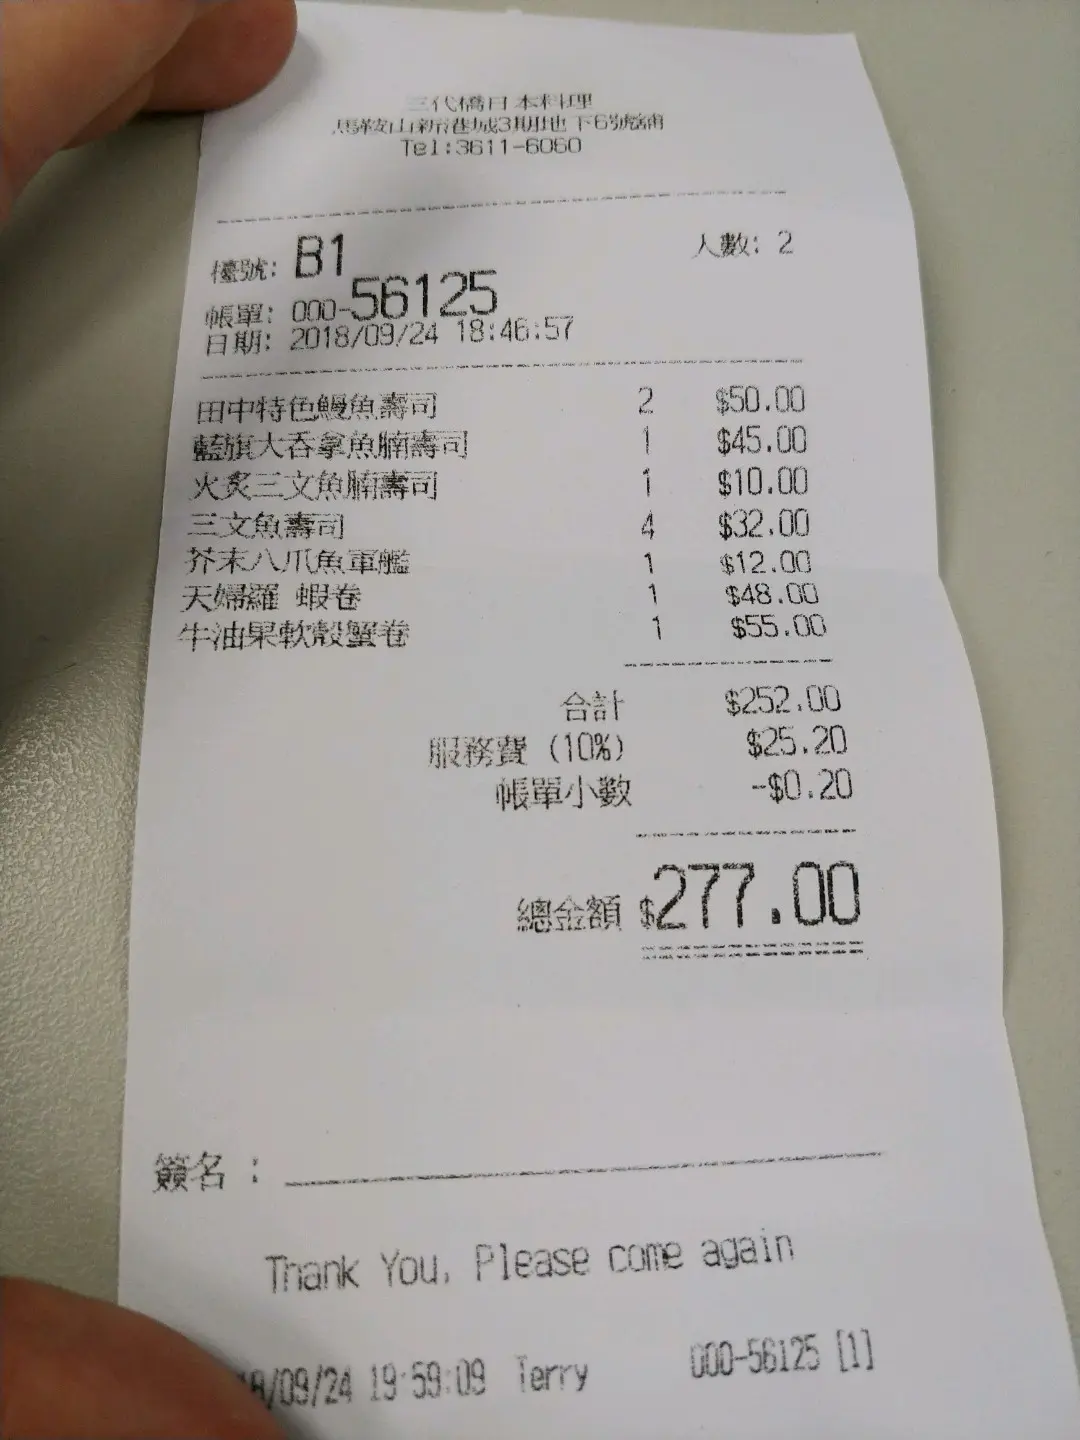 三代橋日本料理
馬鞍山新港城3期地下6號舖
Tel:3611-6060
檯號: B1 人數: 2
帳單: 000-56125
日期: 2018/09/24 18:46:57
田中特色鰻魚壽司 2 $50.00
藍旗大吞拿魚腩壽司 1 $45.00
火炙三文魚腩壽司 1 $10.00
三文魚壽司 4 $32.00
芥末八爪魚軍艦 1 $12.00
天婦羅 蝦卷 1 $48.00
牛油果軟殼蟹卷 1 $55.00
合計 $252.00
服務費 (10%) $25.20
帳單小數 -$0.20
總金額 $277.00
簽名 :
Thank You, Please come again
8/09/24 19:59:09 Terry 000-56125 [1]